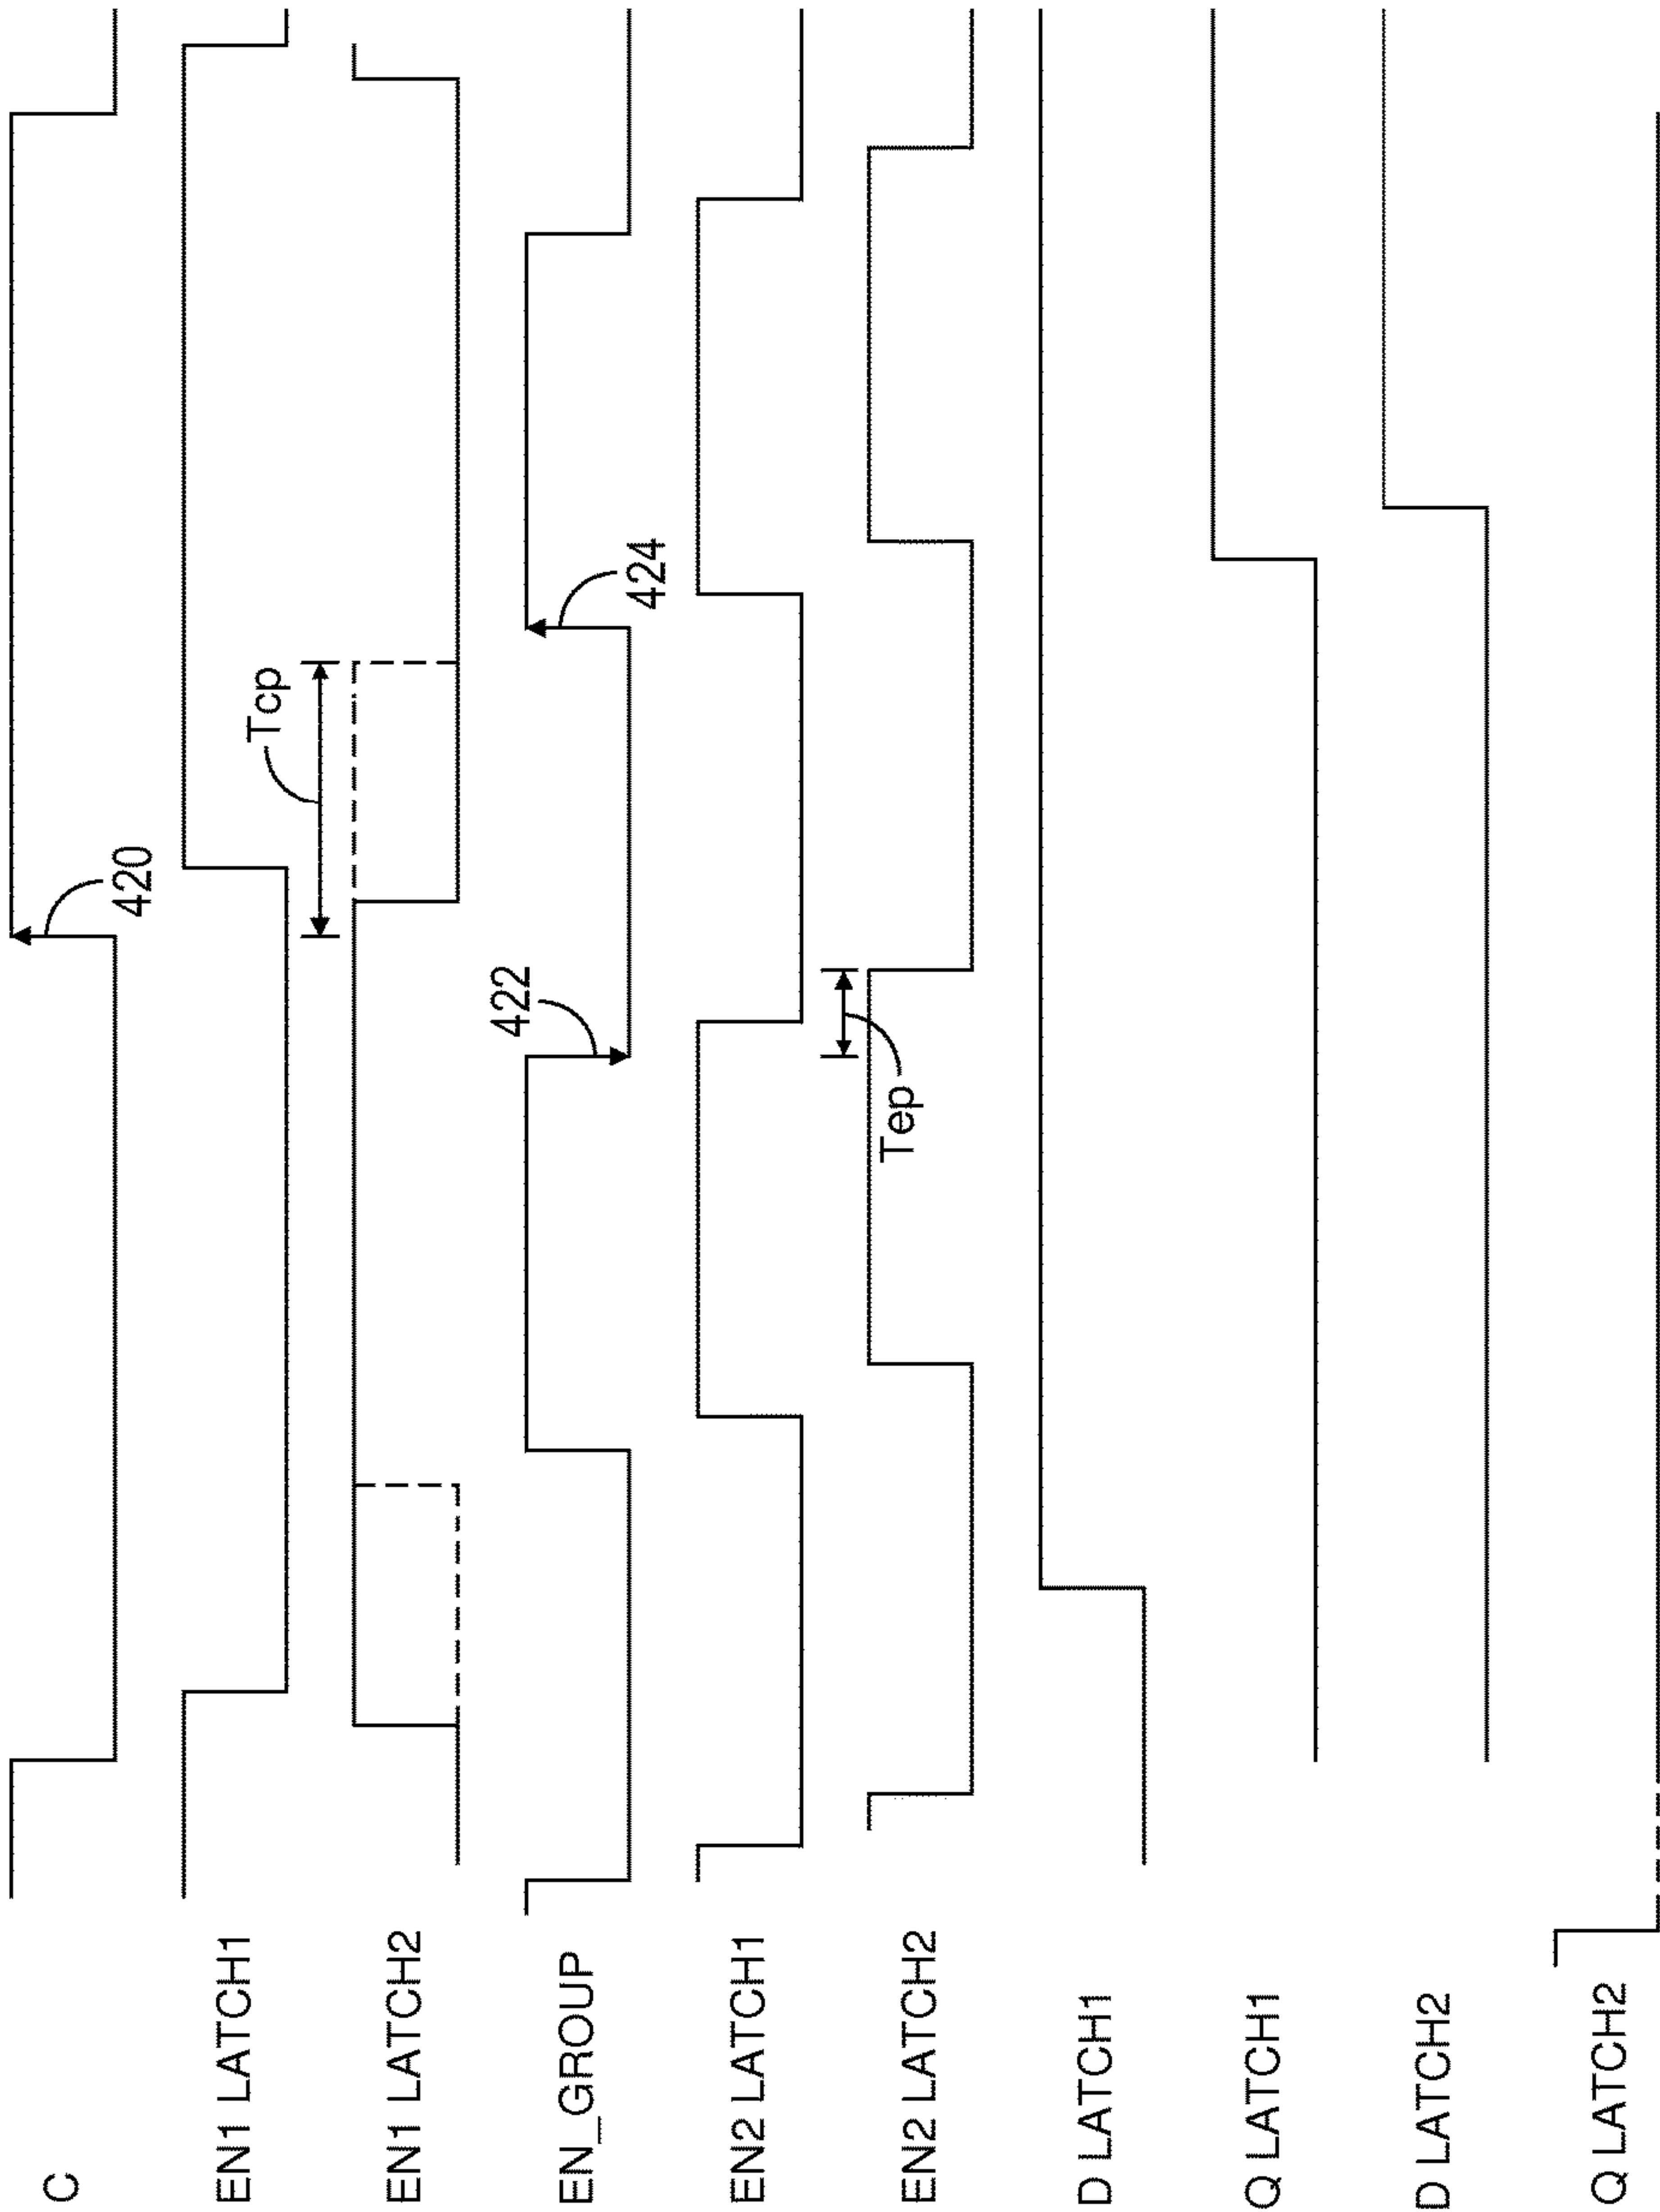 C
420
EN1 LATCH1
Tcp
EN1 LATCH2
422
424
EN_GROUP
EN2 LATCH1
Tep
EN2 LATCH2
D LATCH1
Q LATCH1
D LATCH2
Q LATCH2